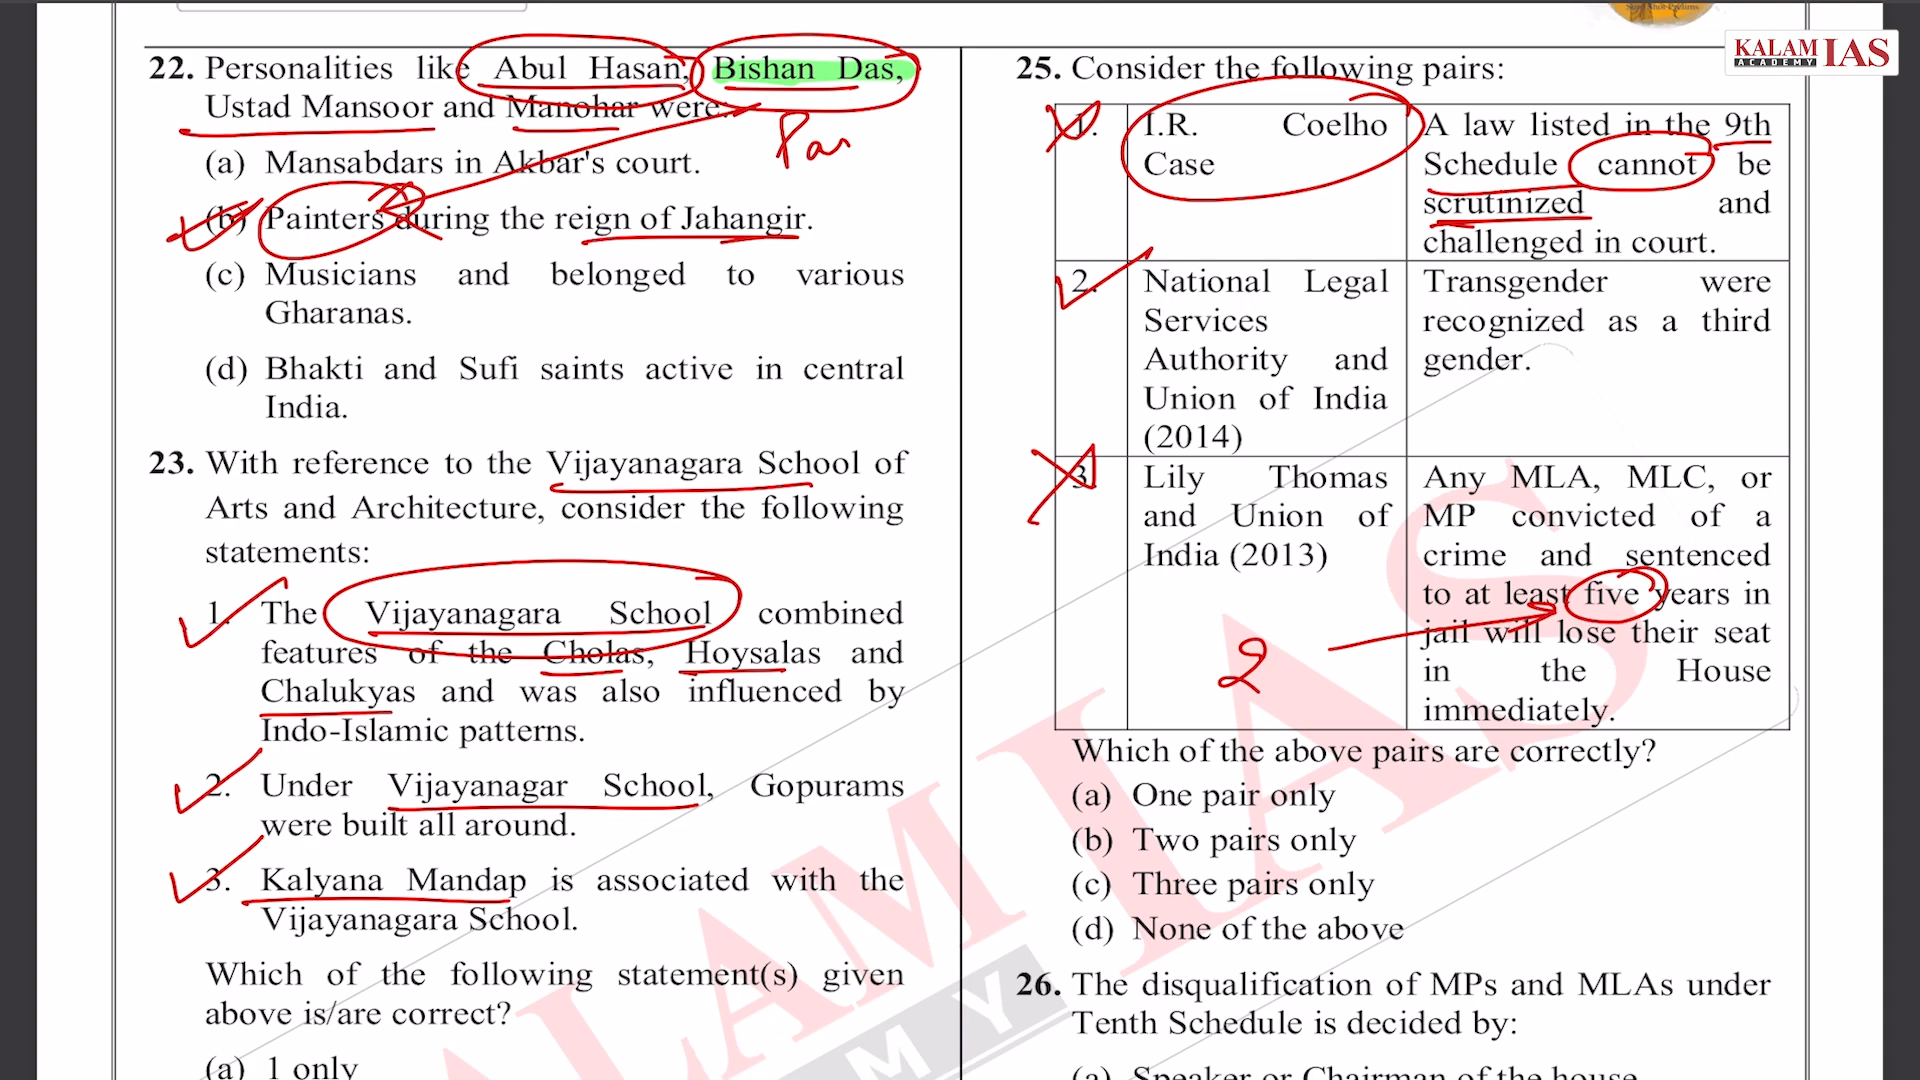 KALAM
ACADEMY
IAS
22. Personalities like Abul Hasan, Bishan Das,
Ustad Mansoor and Manohar were:
Pai
(a) Mansabdars in Akbar's court.
(b) Painters during the reign of Jahangir.
(c) Musicians and belonged to various
Gharanas.
(d) Bhakti and Sufi saints active in central
India.
23. With reference to the Vijayanagara School of
Arts and Architecture, consider the following
statements:
1. The Vijayanagara School combined
features of the Cholas, Hoysalas and
Chalukyas and was also influenced by
Indo-Islamic patterns.
2. Under Vijayanagar School, Gopurams
were built all around.
3. Kalyana Mandap is associated with the
Vijayanagara School.
Which of the following statement(s) given
above is/are correct?
(a) 1 only
25. Consider the following pairs:
1. I.R. Coelho
Case
A law listed in the 9th
Schedule cannot be
scrutinized and
challenged in court.
2. National Legal
Services
Authority and
Union of India
(2014)
Transgender were
recognized as a third
gender.
3. Lily Thomas
and Union of
India (2013)
Any MLA, MLC, or
MP convicted of a
crime and sentenced
to at least five years in
jail will lose their seat
in the House
immediately.
2
Which of the above pairs are correctly?
(a) One pair only
(b) Two pairs only
(c) Three pairs only
(d) None of the above
26. The disqualification of MPs and MLAs under
Tenth Schedule is decided by:
(a) Speaker or Chairman of the house